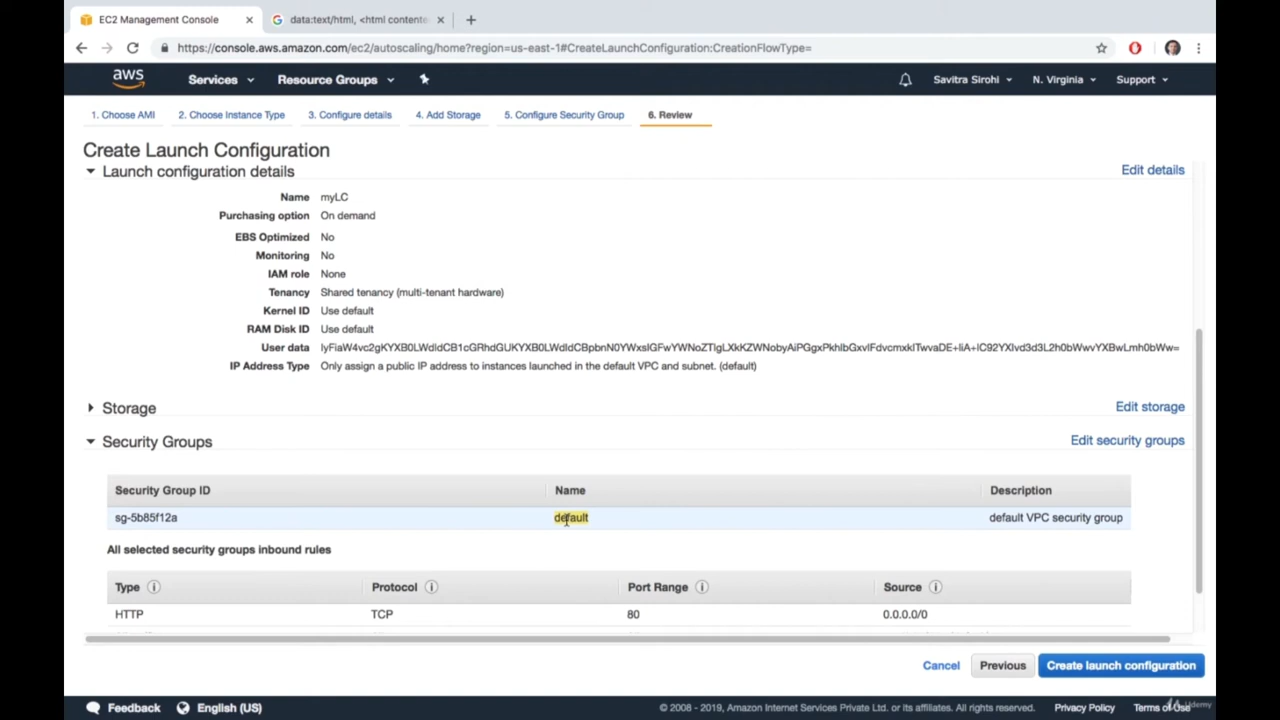 EC2 Management Console
data:text/html, <html contente
https://console.aws.amazon.com/ec2/autoscaling/home?region=us-east-1#CreateLaunchConfiguration:CreationFlowType=
aws Services Resource Groups Savitra Sirohi N. Virginia Support
1. Choose AMI 2. Choose Instance Type 3. Configure details 4. Add Storage 5. Configure Security Group 6. Review
Create Launch Configuration
Launch configuration details Edit details
Name myLC
Purchasing option On demand
EBS Optimized No
Monitoring No
IAM role None
Tenancy Shared tenancy (multi-tenant hardware)
Kernel ID Use default
RAM Disk ID Use default
User data
IP Address Type Only assign a public IP address to instances launched in the default VPC and subnet. (default)
Storage Edit storage
Security Groups Edit security groups
Security Group ID Name Description
sg-5b85f12a default default VPC security group
All selected security groups inbound rules
Type Protocol Port Range Source
HTTP TCP 80 0.0.0.0/0
Cancel Previous Create launch configuration
Feedback English (US) © 2008 - 2019, Amazon Internet Services Private Ltd. or its affiliates. All rights reserved. Privacy Policy Terms of Use
Udemy